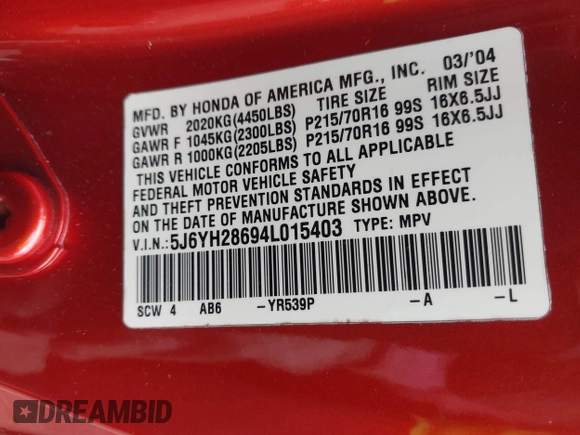 MFD. BY HONDA OF AMERICA MFG., INC. 03/'04
GVWR 2020KG(4450LBS) TIRE SIZE RIM SIZE
GAWR F 1045KG(2300LBS) P215/70R16 99S 16X6.5JJ
GAWR R 1000KG(2205LBS) P215/70R16 99S 16X6.5JJ
THIS VEHICLE CONFORMS TO ALL APPLICABLE
FEDERAL MOTOR VEHICLE SAFETY
AND THEFT PREVENTION STANDARDS IN EFFECT
ON THE DATE OF MANUFACTURE SHOWN ABOVE.
V.I.N.: 5J6YH28694L015403 TYPE: MPV
SCW 4 AB6 -YR539P -A -L
DREAMBID